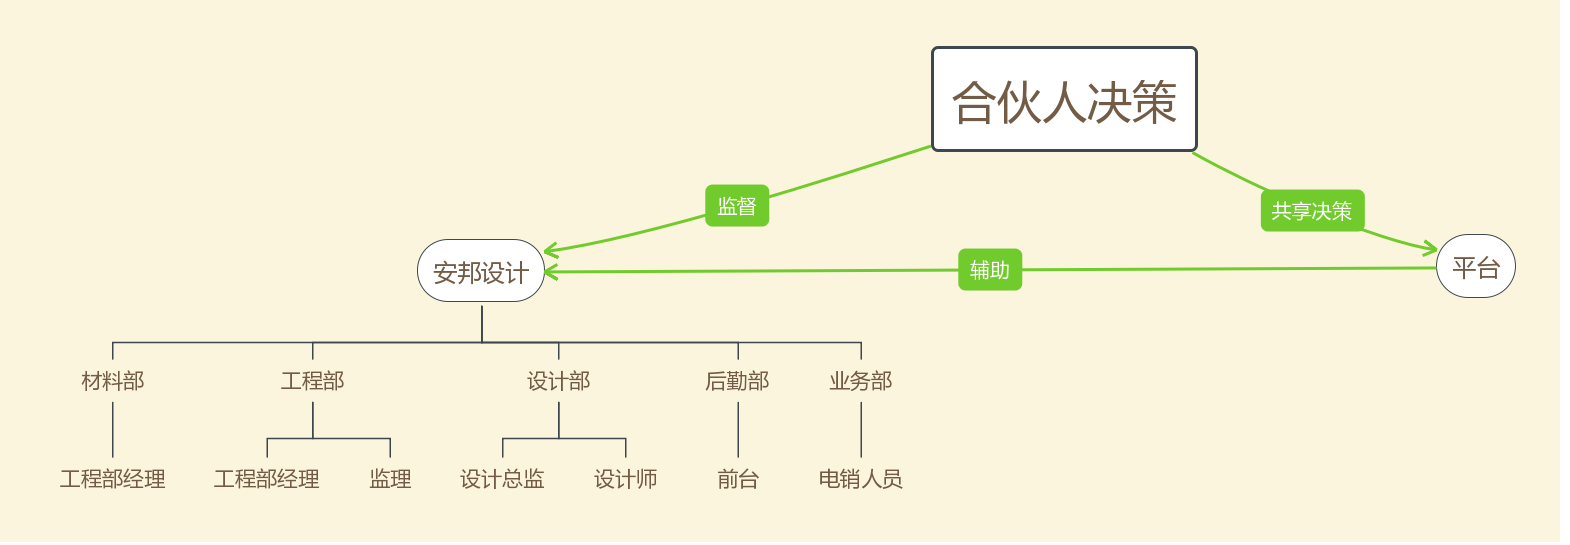 合伙人决策
监督
共享决策
安邦设计
辅助
平台
材料部
工程部
设计部
后勤部
业务部
工程部经理
工程部经理
监理
设计总监
设计师
前台
电销人员